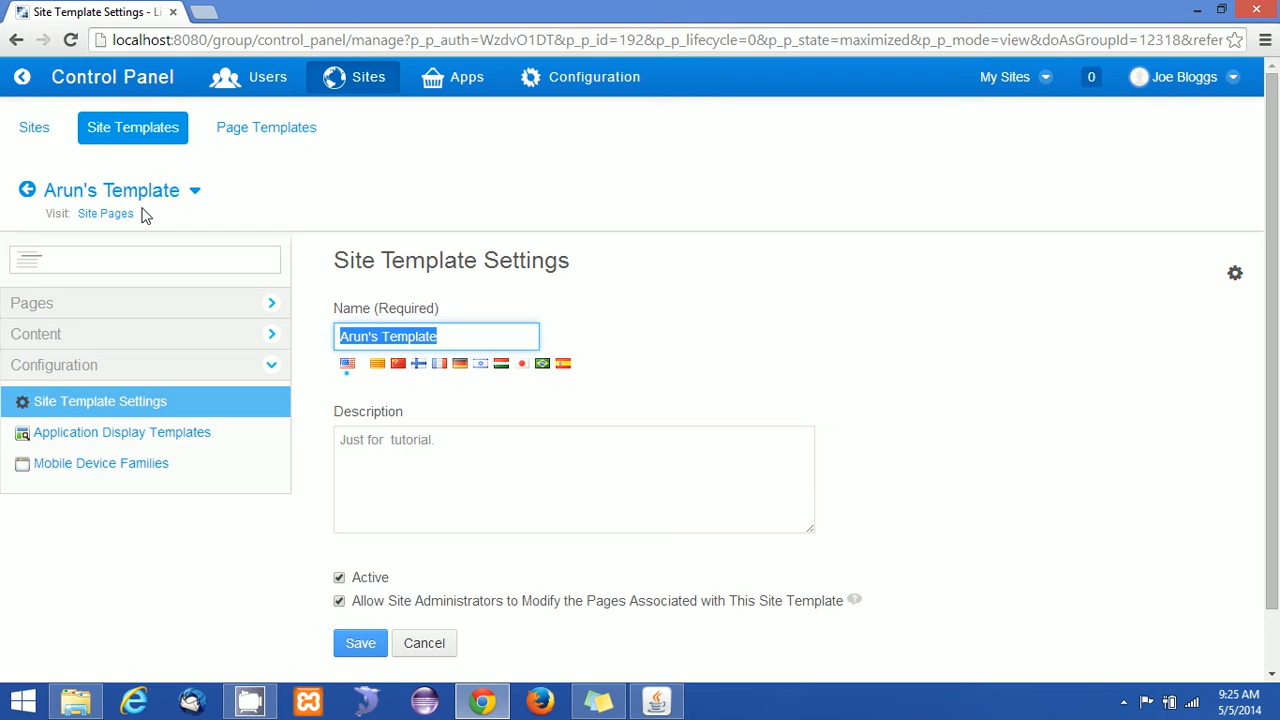 Site Template Settings - Li
localhost:8080/group/control_panel/manage?p_p_auth=WzdvO1DT&p_p_id=192&p_p_lifecycle=0&p_p_state=maximized&p_p_mode=view&doAsGroupId=12318&refer
Control Panel Users Sites Apps Configuration My Sites 0 Joe Bloggs
Sites Site Templates Page Templates
Arun's Template
Visit: Site Pages
Pages
Content
Configuration
Site Template Settings
Application Display Templates
Mobile Device Families
Site Template Settings
Name (Required)
Arun's Template
Description
Just for tutorial.
Active
Allow Site Administrators to Modify the Pages Associated with This Site Template
Save Cancel
9:25 AM
5/5/2014